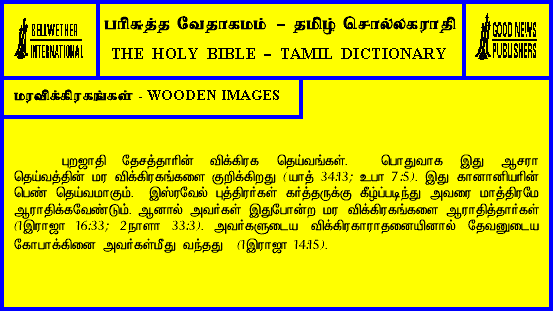 BELLWETHER
INTERNATIONAL
பரிசுத்த வேதாகமம் – தமிழ் சொல்லகராதி
THE HOLY BIBLE – TAMIL DICTIONARY
GOOD NEWS
PUBLISHERS
மரவிக்கிரகங்கள் - WOODEN IMAGES
புறஜாதி தேசத்தாரின் விக்கிரக தெய்வங்கள். பொதுவாக இது ஆசரா
தெய்வத்தின் மர விக்கிரகங்களை குறிக்கிறது (யாத் 34:13; உபா 7:5). இது கானானியரின்
பெண் தெய்வமாகும். இஸ்ரவேல் புத்திரர்கள் கர்த்தருக்கு கீழ்ப்படிந்து அவரை மாத்திரமே
ஆராதிக்கவேண்டும். ஆனால் அவர்கள் இதுபோன்ற மர விக்கிரகங்களை ஆராதித்தார்கள்
(1இராஜா 16:33; 2நாளா 33:3). அவர்களுடைய விக்கிரகாராதனையினால் தேவனுடைய
கோபாக்கினை அவர்கள்மீது வந்தது (1இராஜா 14:15).